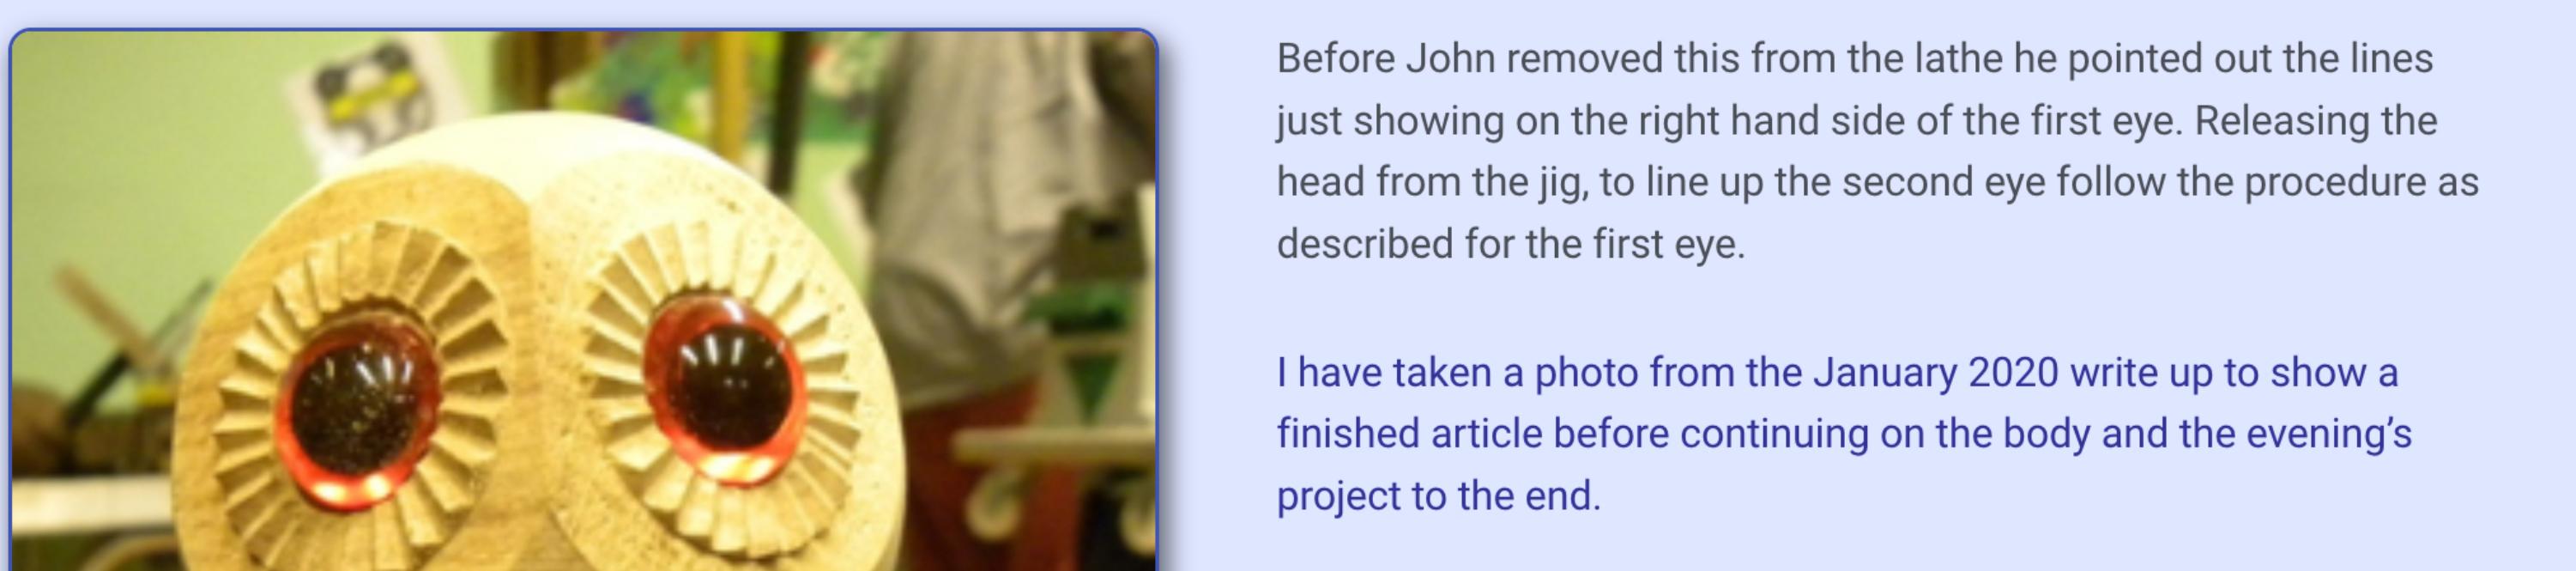 Before John removed this from the lathe he pointed out the lines
just showing on the right hand side of the first eye. Releasing the
head from the jig, to line up the second eye follow the procedure as
described for the first eye.
I have taken a photo from the January 2020 write up to show a
finished article before continuing on the body and the evening’s
project to the end.